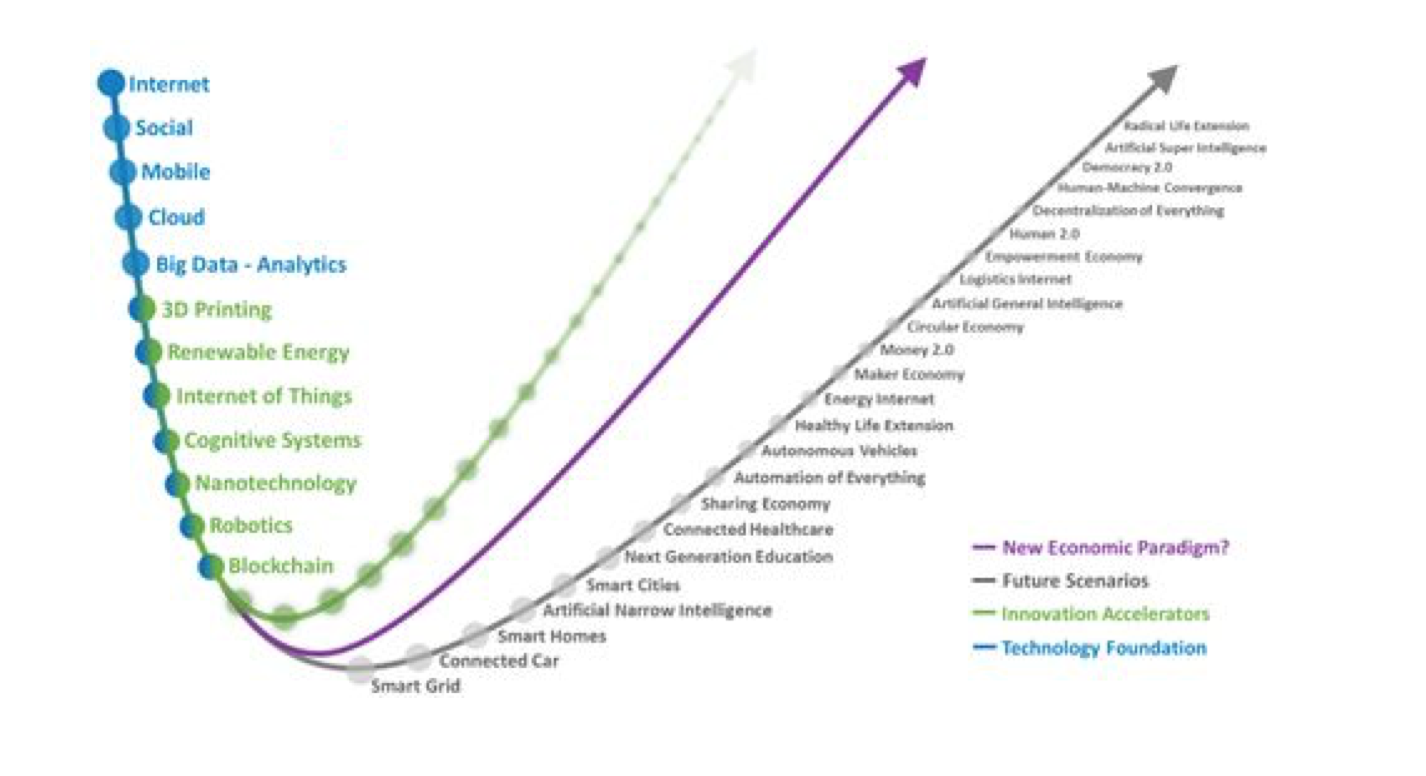 Internet
Social
Mobile
Cloud
Big Data - Analytics
3D Printing
Renewable Energy
Internet of Things
Cognitive Systems
Nanotechnology
Robotics
Blockchain
Radical Life Extension
Artificial Super Intelligence
Democracy 2.0
Human-Machine Convergence
Decentralization of Everything
Human 2.0
Empowerment Economy
Logistics Internet
Artificial General Intelligence
Circular Economy
Money 2.0
Maker Economy
Energy Internet
Healthy Life Extension
Autonomous Vehicles
Automation of Everything
Sharing Economy
Connected Healthcare
Next Generation Education
Smart Cities
Artificial Narrow Intelligence
Smart Homes
Connected Car
Smart Grid
New Economic Paradigm?
Future Scenarios
Innovation Accelerators
Technology Foundation